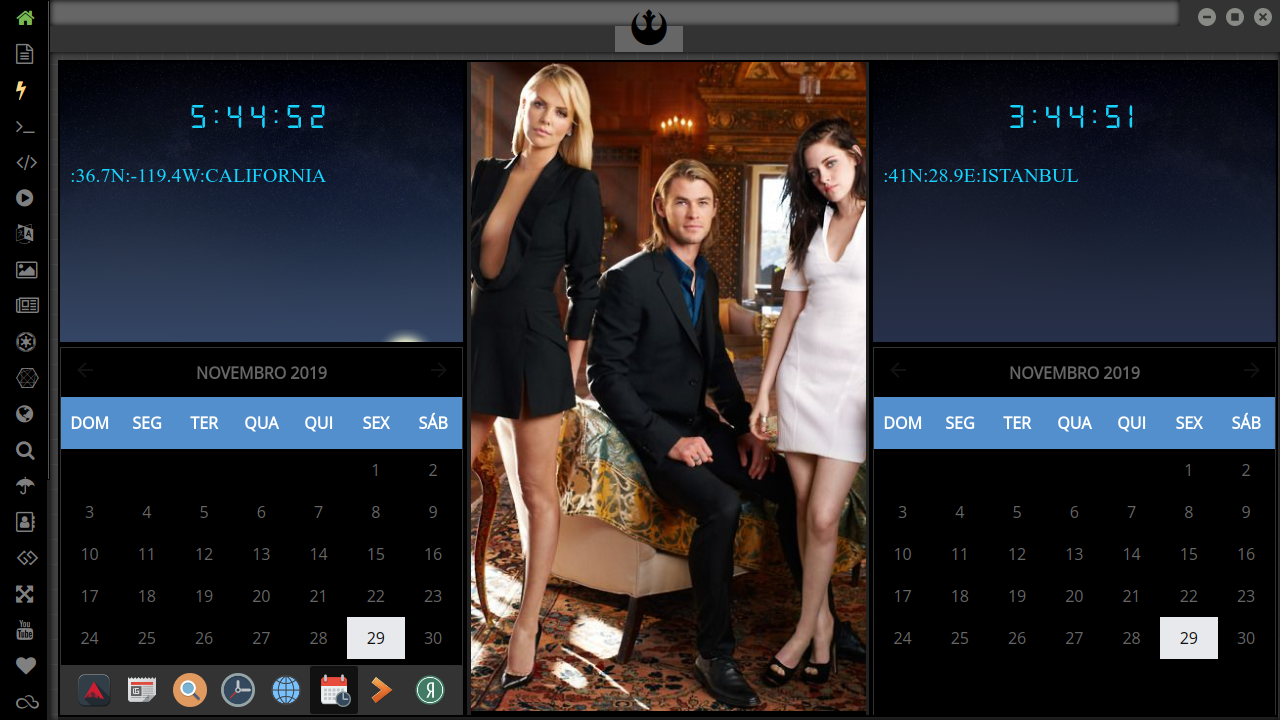 5:44:52
:36.7N:-119.4W:CALIFORNIA
NOVEMBRO 2019
DOM SEG TER QUA QUI SEX SÁB
1 2
3 4 5 6 7 8 9
10 11 12 13 14 15 16
17 18 19 20 21 22 23
24 25 26 27 28 29 30
3:44:51
:41N:28.9E:ISTANBUL
NOVEMBRO 2019
DOM SEG TER QUA QUI SEX SÁB
1 2
3 4 5 6 7 8 9
10 11 12 13 14 15 16
17 18 19 20 21 22 23
24 25 26 27 28 29 30
You
Tube
Я